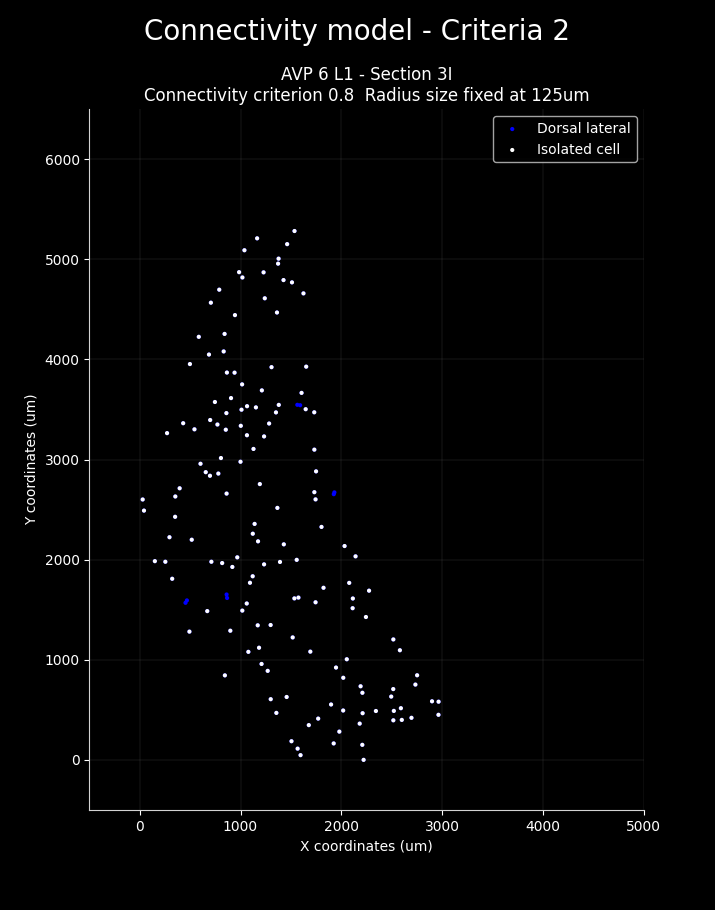 Connectivity model - Criteria 2
AVP 6 L1 - Section 3I
Connectivity criterion 0.8  Radius size fixed at 125um
Dorsal lateral
Isolated cell
6000
5000
4000
3000
2000
1000
0
Y coordinates (um)
0 1000 2000 3000 4000 5000
X coordinates (um)